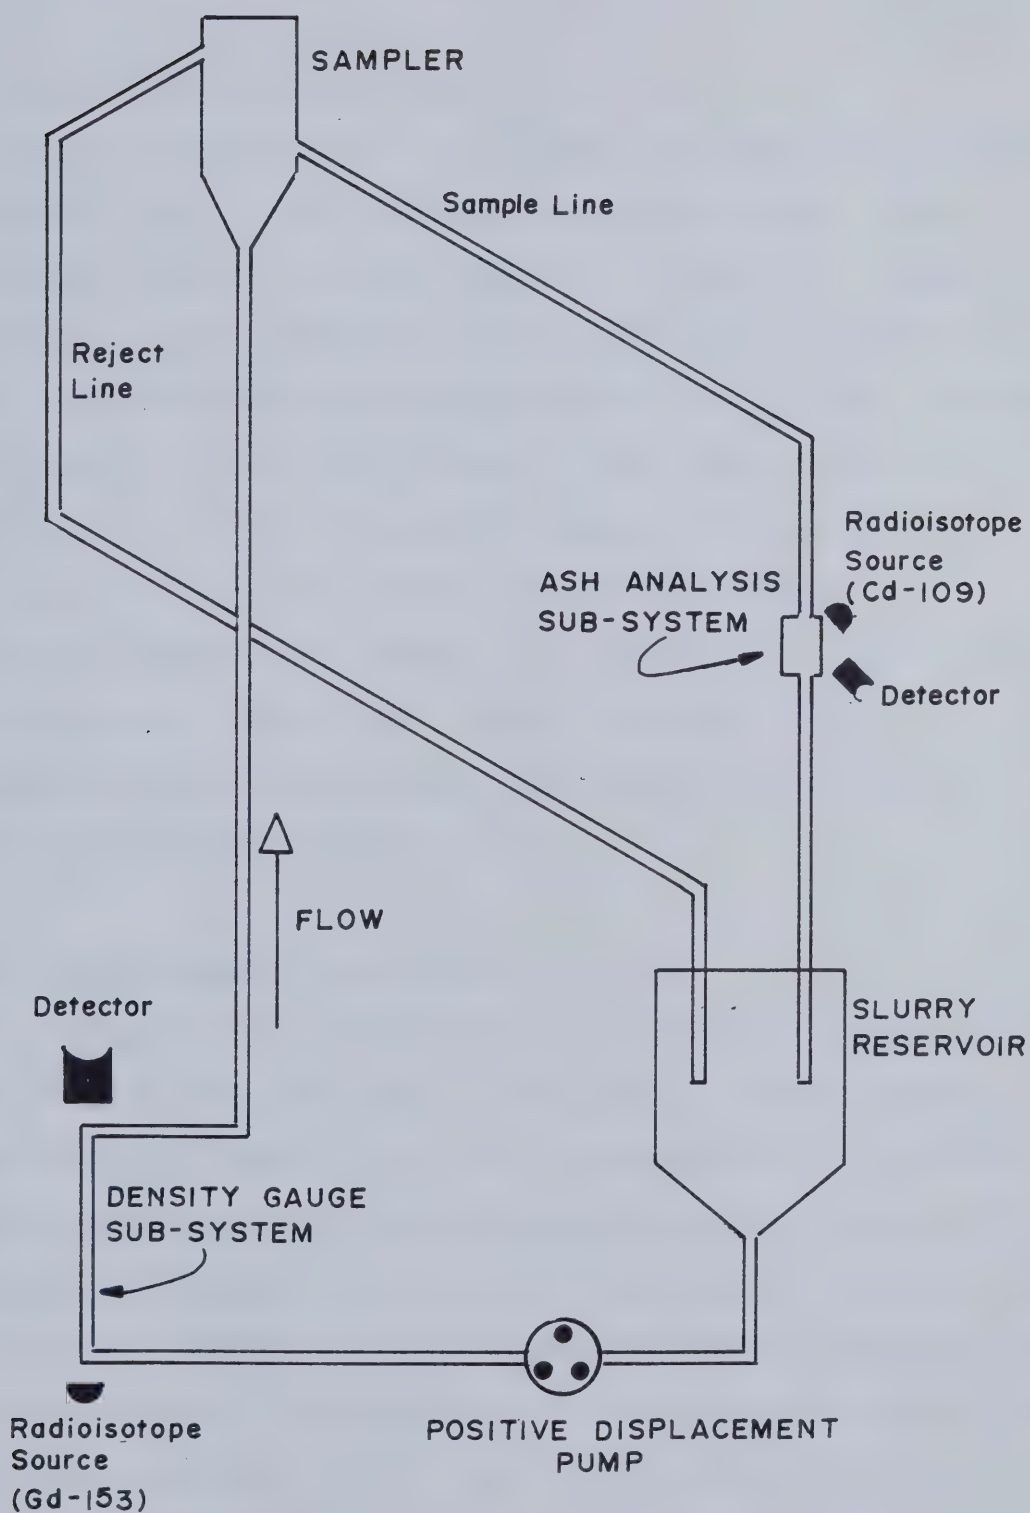 SAMPLER
Sample Line
Reject
Line
Radioisotope
Source
(Cd-109)
ASH ANALYSIS
SUB-SYSTEM
Detector
FLOW
Detector
SLURRY
RESERVOIR
DENSITY GAUGE
SUB-SYSTEM
Radioisotope
Source
(Gd-153)
POSITIVE DISPLACEMENT
PUMP